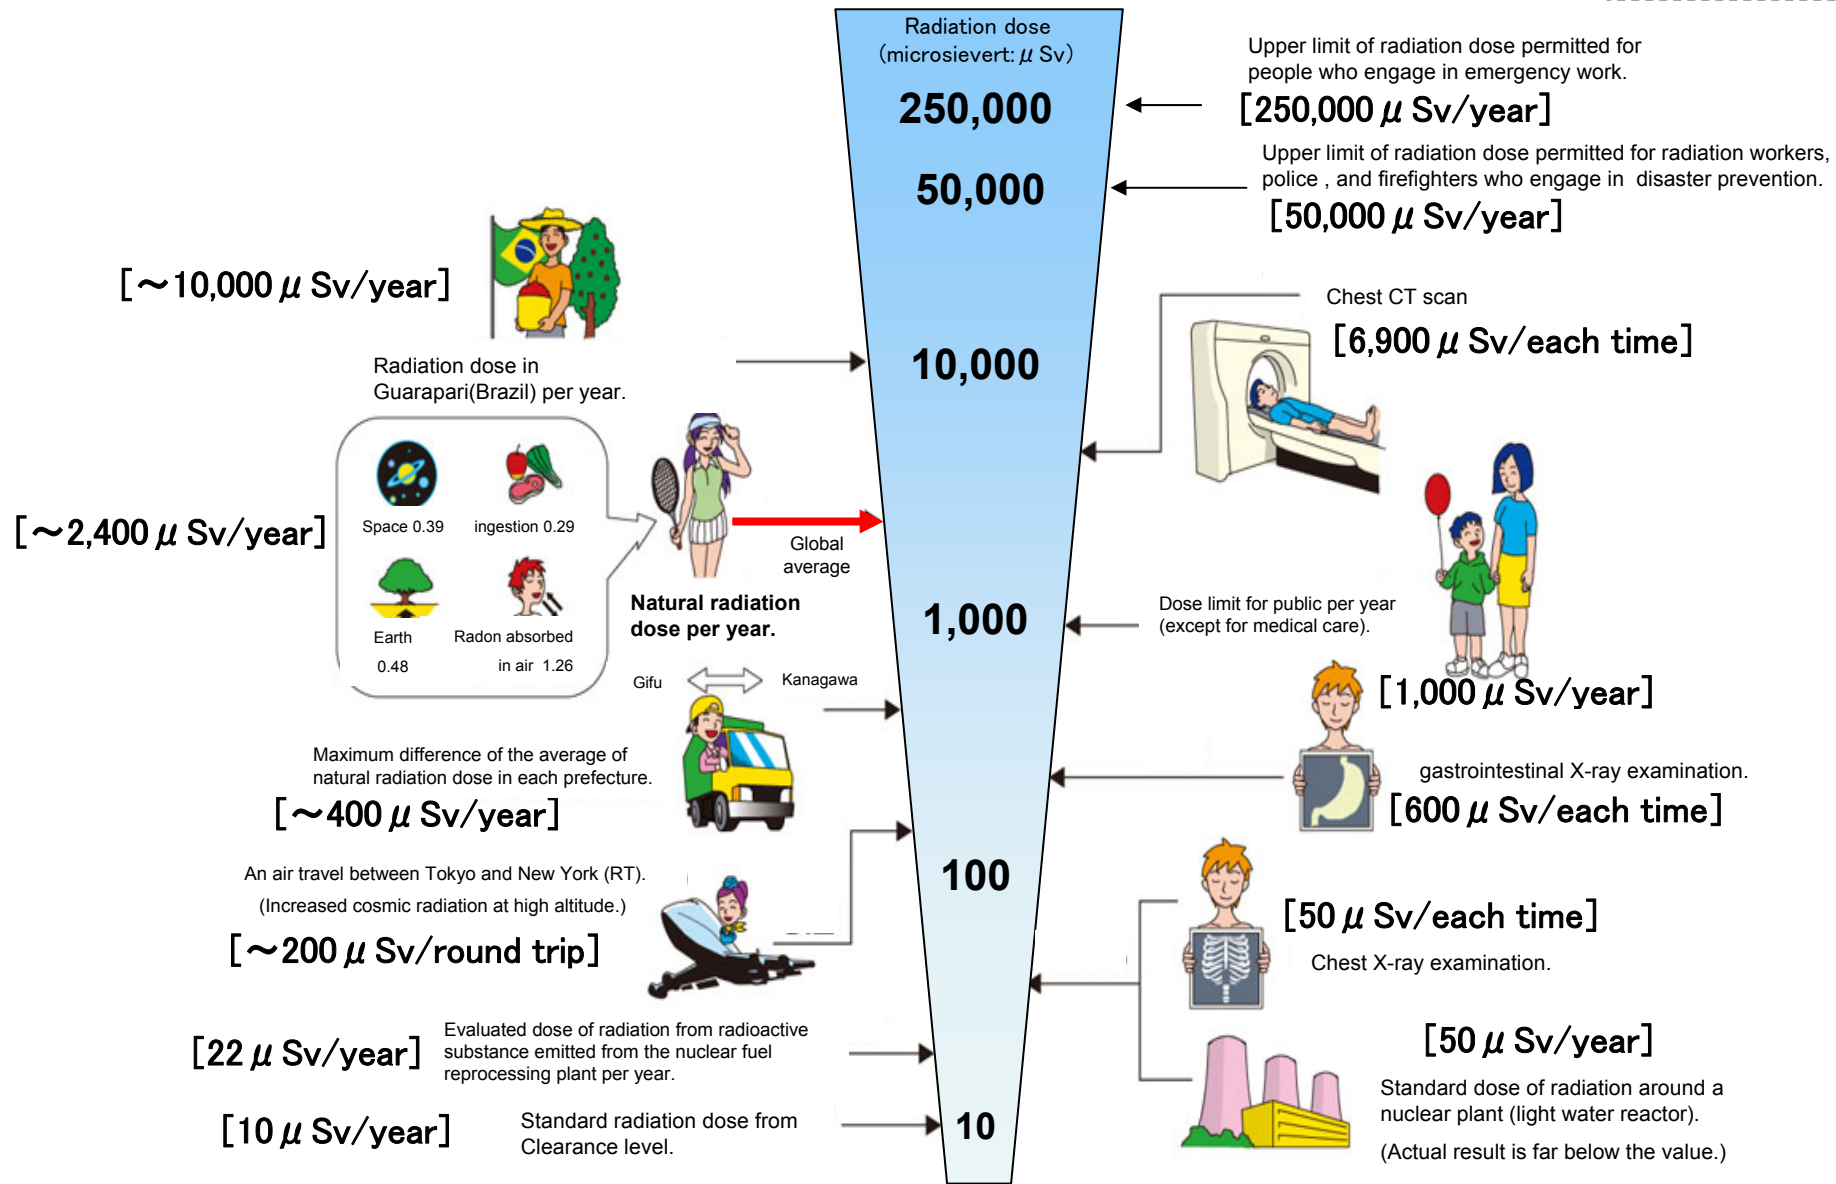 Radiation dose
(microsievert: μ Sv)
250,000
50,000
10,000
1,000
100
10
[～10,000 μ Sv/year]
Radiation dose in
Guarapari(Brazil) per year.
[～2,400 μ Sv/year]
Space 0.39
ingestion 0.29
Earth
0.48
Radon absorbed
in air 1.26
Global
average
Natural radiation
dose per year.
Gifu
Kanagawa
Maximum difference of the average of
natural radiation dose in each prefecture.
[～400 μ Sv/year]
An air travel between Tokyo and New York (RT).
(Increased cosmic radiation at high altitude.)
[～200 μ Sv/round trip]
[22 μ Sv/year]
Evaluated dose of radiation from radioactive
substance emitted from the nuclear fuel
reprocessing plant per year.
[10 μ Sv/year]
Standard radiation dose from
Clearance level.
Upper limit of radiation dose permitted for
people who engage in emergency work.
[250,000 μ Sv/year]
Upper limit of radiation dose permitted for radiation workers,
police , and firefighters who engage in disaster prevention.
[50,000 μ Sv/year]
Chest CT scan
[6,900 μ Sv/each time]
Dose limit for public per year
(except for medical care).
[1,000 μ Sv/year]
gastrointestinal X-ray examination.
[600 μ Sv/each time]
[50 μ Sv/each time]
Chest X-ray examination.
[50 μ Sv/year]
Standard dose of radiation around a
nuclear plant (light water reactor).
(Actual result is far below the value.)